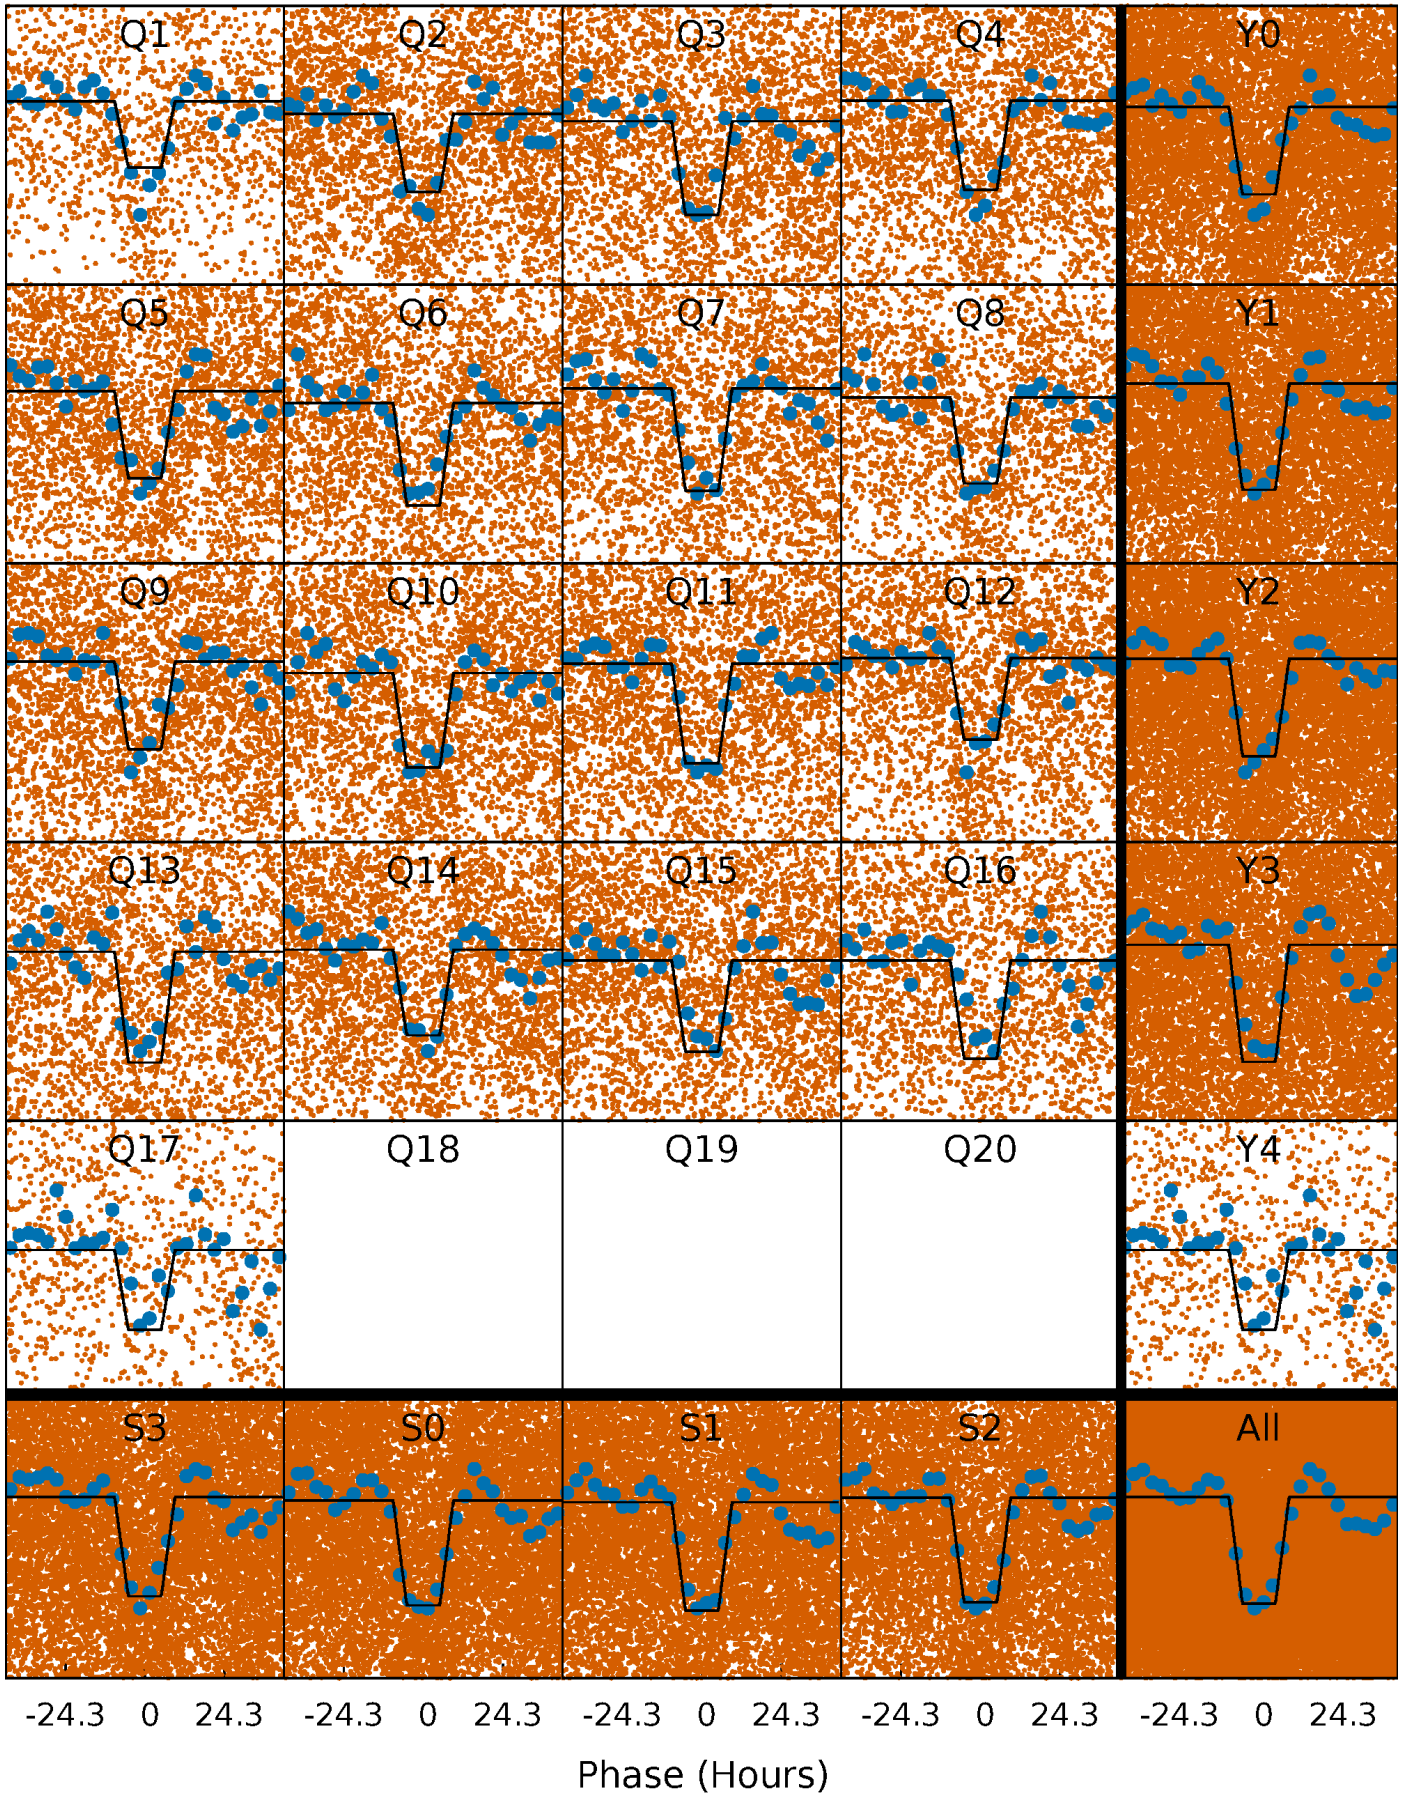 Q1 Q2 Q3 Q4 Y0
Q5 Q6 Q7 Q8 Y1
Q9 Q10 Q11 Q12 Y2
Q13 Q14 Q15 Q16 Y3
Q17 Q18 Q19 Q20 Y4
S3 S0 S1 S2 All
-24.3 0 24.3 -24.3 0 24.3 -24.3 0 24.3 -24.3 0 24.3 -24.3 0 24.3
Phase (Hours)